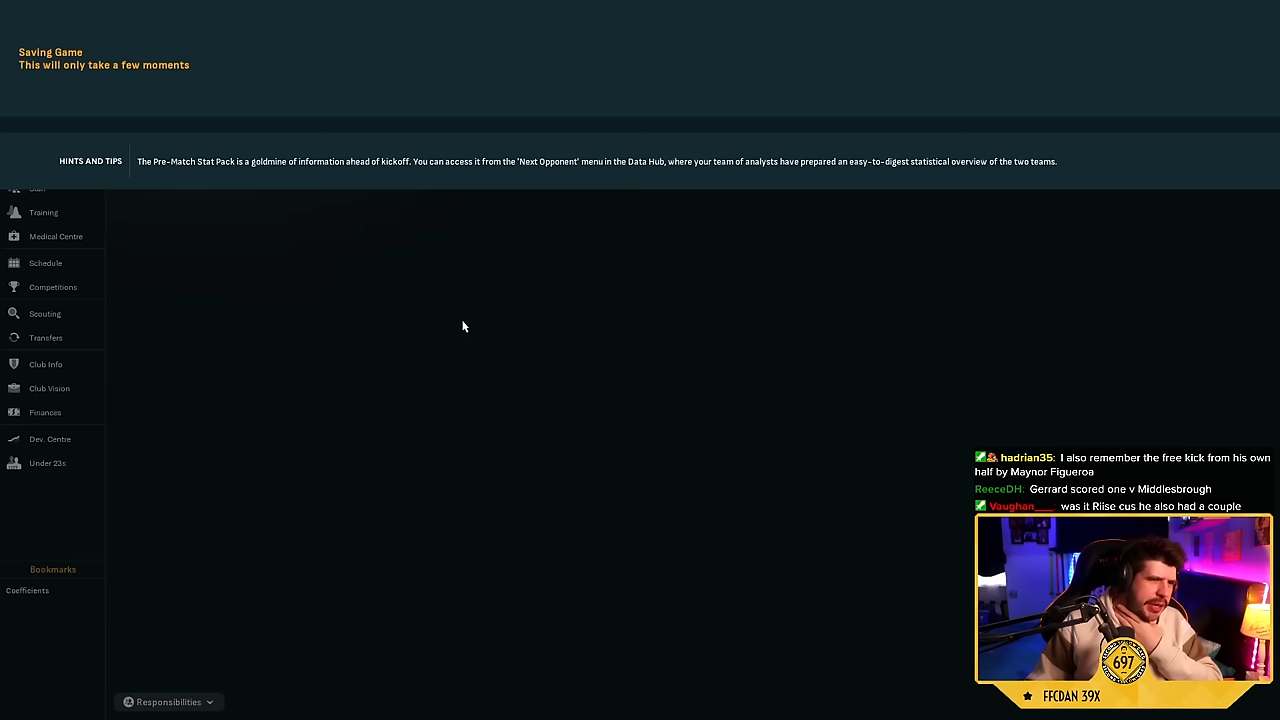 Saving Game
This will only take a few moments
HINTS AND TIPS
The Pre-Match Stat Pack is a goldmine of information ahead of kickoff. You can access it from the 'Next Opponent' menu in the Data Hub, where your team of analysts have prepared an easy-to-digest statistical overview of the two teams.
Training
Medical Centre
Schedule
Competitions
Scouting
Transfers
Club Info
Club Vision
Finances
Dev. Centre
Under 23s
Bookmarks
Coefficients
Responsibilities
hadrian35: I also remember the free kick from his own
half by Maynor Figueroa
ReeceDH: Gerrard scored one v Middlesbrough
Vaughan___: was it Riise cus he also had a couple
697
FFCDAN 39X